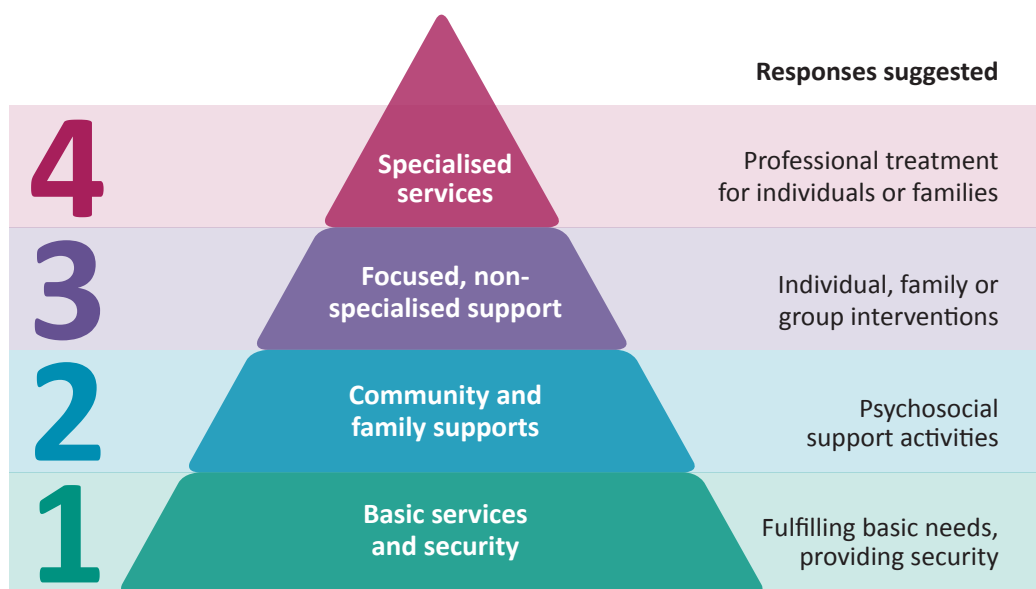 Responses suggested
4
Specialised
services
Professional treatment
for individuals or families
3
Focused, non-
specialised support
Individual, family or
group interventions
2
Community and
family supports
Psychosocial
support activities
1
Basic services
and security
Fulfilling basic needs,
providing security